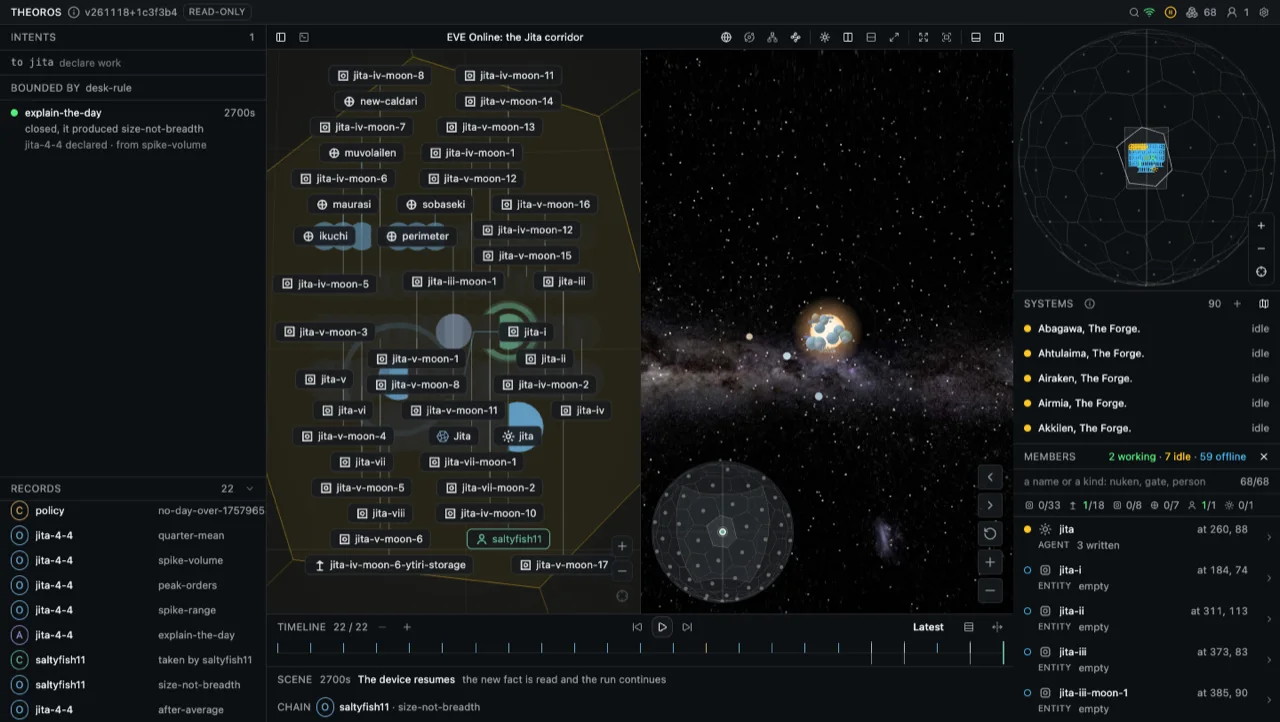 THEOROS v261118+1c3f3b4 READ-ONLY
68 1
INTENTS 1
to jita declare work
BOUNDED BY desk-rule
explain-the-day 2700s
closed, it produced size-not-breadth
jita-4-4 declared · from spike-volume
RECORDS 22
C policy no-day-over-1757965
O jita-4-4 quarter-mean
O jita-4-4 spike-volume
O jita-4-4 peak-orders
O jita-4-4 spike-range
A jita-4-4 explain-the-day
C saltyfish11 taken by saltyfish11
O saltyfish11 size-not-breadth
O jita-4-4 after-average
EVE Online: the Jita corridor
jita-iv-moon-8 jita-iv-moon-11
new-caldari jita-v-moon-14
jita-iv-moon-7 jita-v-moon-13
muvolailen jita-iv-moon-1
jita-iv-moon-6 jita-v-moon-12
maurasi sobaseki jita-v-moon-16
jita-iv-moon-12
ikuchi perimeter
jita-v-moon-15
jita-iv-moon-5 jita-iii-moon-1 jita-iii
jita-v-moon-3 jita-i
jita-v-moon-1 jita-ii
jita-v jita-v-moon-8 jita-iv-moon-2
jita-vi jita-v-moon-11 jita-iv
jita-v-moon-4 Jita jita
jita-vii jita-vii-moon-1
jita-v-moon-5 jita-vii-moon-2
jita-viii jita-iv-moon-10
jita-v-moon-6 saltyfish11
jita-iv-moon-6-ytiri-storage jita-v-moon-17
TIMELINE 22 / 22 − + Latest
SCENE 2700s The device resumes the new fact is read and the run continues
CHAIN O saltyfish11 · size-not-breadth
SYSTEMS 90 +
Abagawa, The Forge. idle
Ahtulaima, The Forge. idle
Airaken, The Forge. idle
Airmia, The Forge. idle
Akkilen, The Forge. idle
MEMBERS 2 working · 7 idle · 59 offline
a name or a kind: nuken, gate, person 68/68
0/33 1/18 0/8 0/7 1/1 0/1
jita at 260, 88
AGENT 3 written
jita-i at 184, 74
ENTITY empty
jita-ii at 311, 113
ENTITY empty
jita-iii at 373, 83
ENTITY empty
jita-iii-moon-1 at 385, 90
ENTITY empty